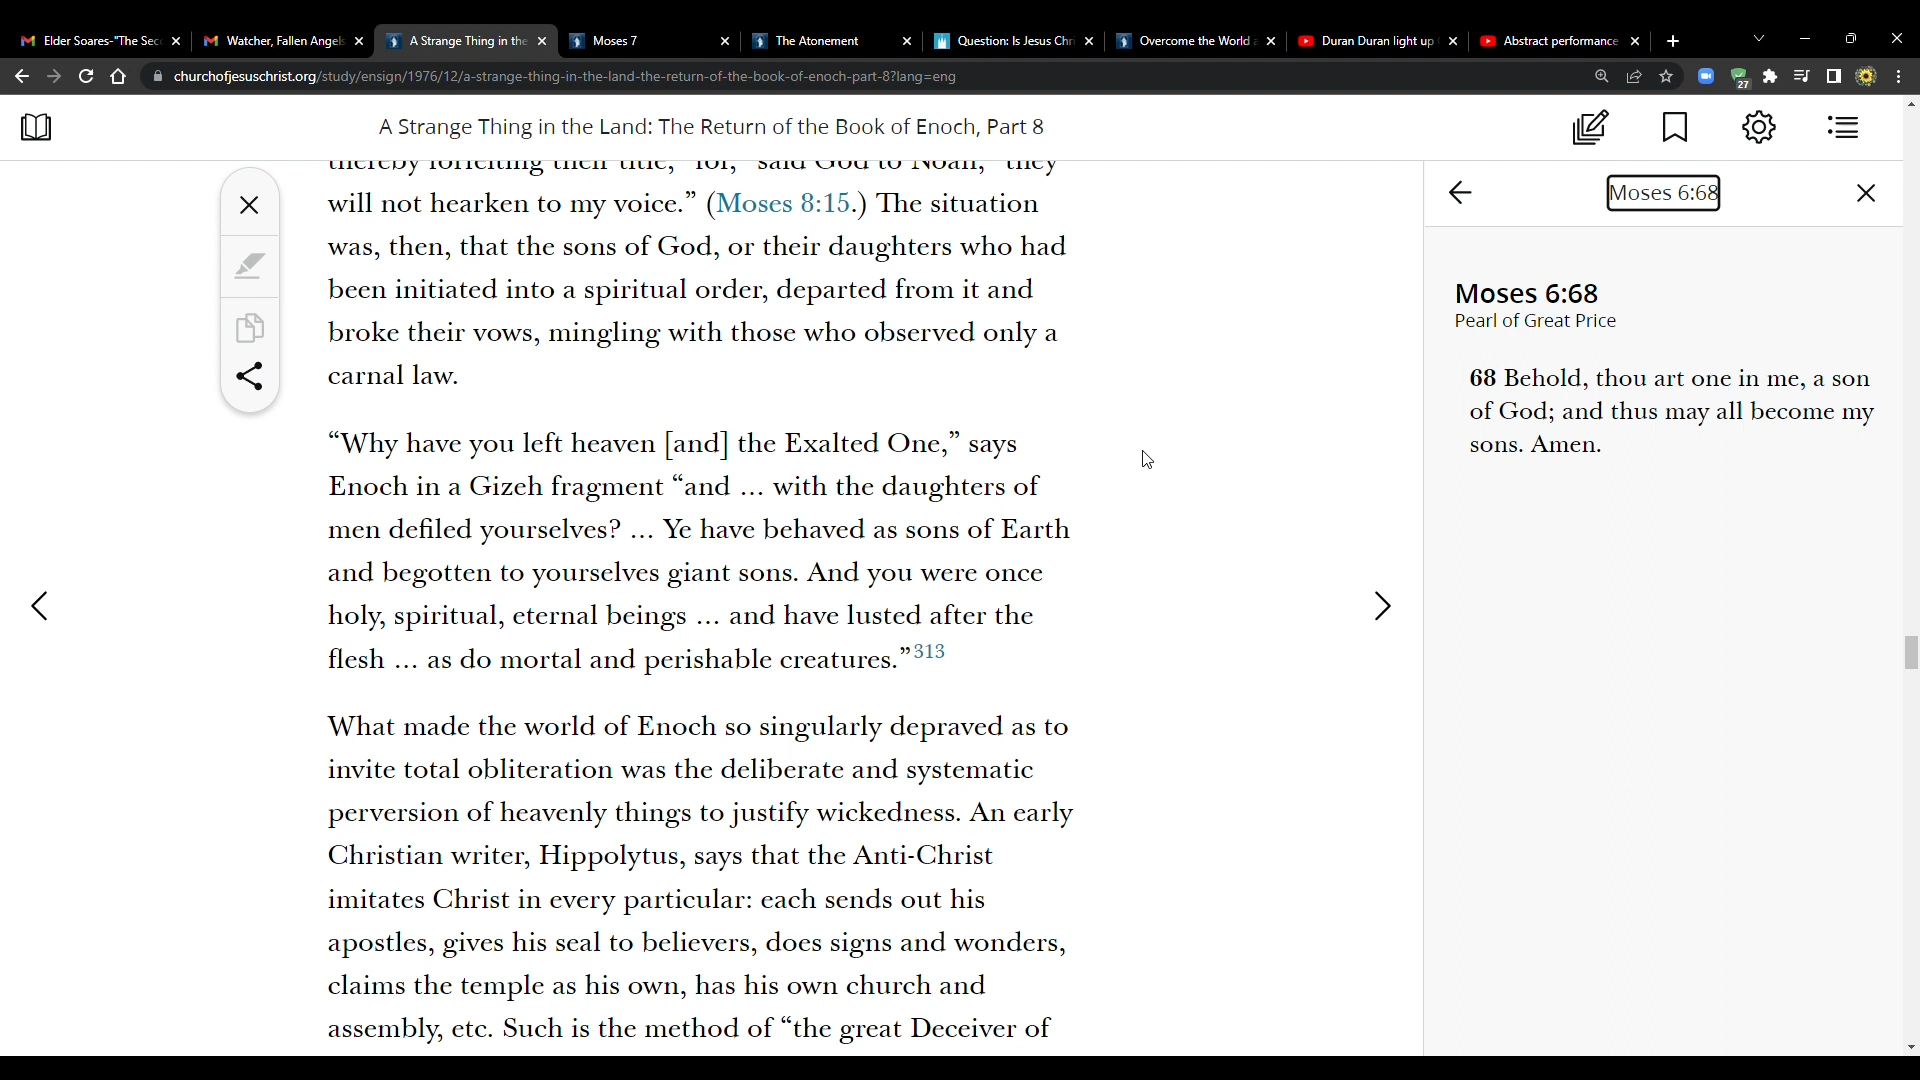 Elder Soares-"The Sec
Watcher, Fallen Angels
A Strange Thing in the
Moses 7
The Atonement
Question: Is Jesus Chri
Overcome the World a
Duran Duran light up
Abstract performance
churchofjesuschrist.org/study/ensign/1976/12/a-strange-thing-in-the-land-the-return-of-the-book-of-enoch-part-8?lang=eng
27
A Strange Thing in the Land: The Return of the Book of Enoch, Part 8
thereby forfeiting their title, “for,” said God to Noah, “they
will not hearken to my voice.” (Moses 8:15.) The situation
was, then, that the sons of God, or their daughters who had
been initiated into a spiritual order, departed from it and
broke their vows, mingling with those who observed only a
carnal law.
“Why have you left heaven [and] the Exalted One,” says
Enoch in a Gizeh fragment “and … with the daughters of
men defiled yourselves? … Ye have behaved as sons of Earth
and begotten to yourselves giant sons. And you were once
holy, spiritual, eternal beings … and have lusted after the
flesh … as do mortal and perishable creatures.”313
What made the world of Enoch so singularly depraved as to
invite total obliteration was the deliberate and systematic
perversion of heavenly things to justify wickedness. An early
Christian writer, Hippolytus, says that the Anti-Christ
imitates Christ in every particular: each sends out his
apostles, gives his seal to believers, does signs and wonders,
claims the temple as his own, has his own church and
assembly, etc. Such is the method of “the great Deceiver of
Moses 6:68
Moses 6:68
Pearl of Great Price
68 Behold, thou art one in me, a son
of God; and thus may all become my
sons. Amen.